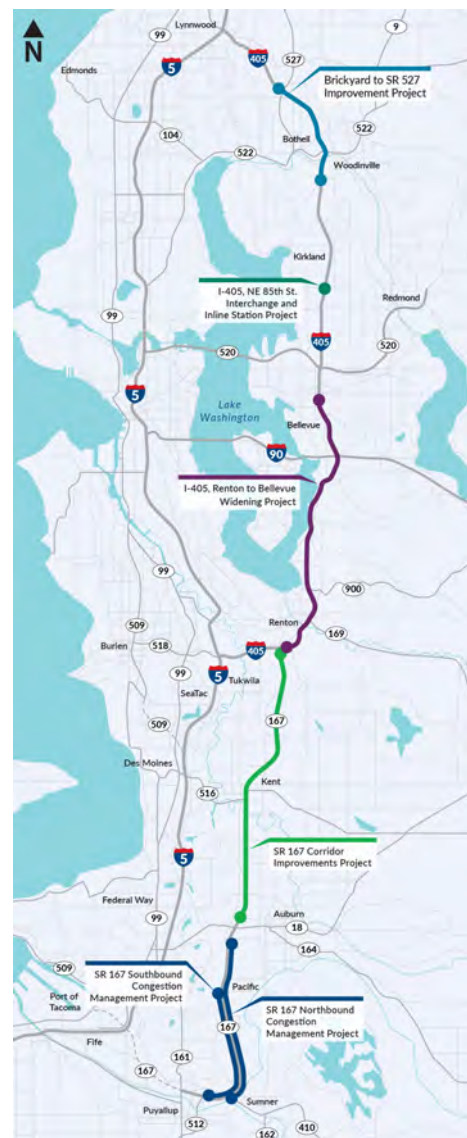 N
Lynnwood
99
9
5
405
527
Edmonds
Brickyard to SR 527
Improvement Project
104
Bothell
522
522
Woodinville
Kirkland
I-405, NE 85th St.
Interchange and
Inline Station Project
Redmond
99
405
520
520
5
Lake
Washington
Bellevue
90
I-405, Renton to Bellevue
Widening Project
99
900
509
Renton
169
Burien
518
405
99
5
Tukwila
SeaTac
167
509
Des Moines
Kent
516
SR 167 Corridor
Improvements Project
5
Federal Way
99
Auburn
18
164
509
SR 167 Southbound
Congestion
Management Project
Pacific
Port of
Tacoma
SR 167 Northbound
Congestion
Management Project
167
Fife
161
167
Puyallup
Sumner
512
410
162